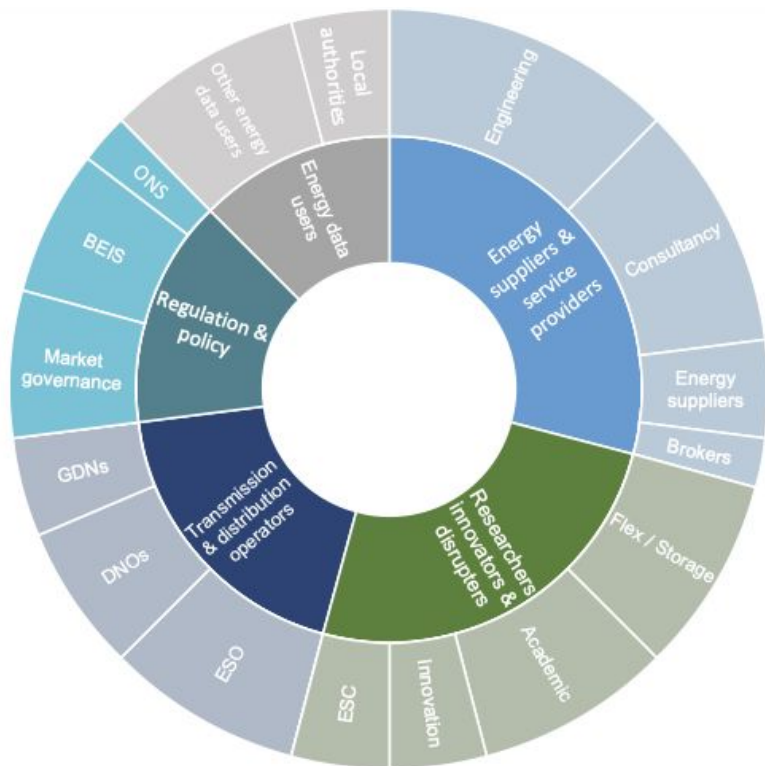 Engineering
Consultancy
Energy
suppliers
Brokers
Flex / Storage
Academic
Innovation
ESC
ESO
DNOs
GDNs
Market
governance
BEIS
ONS
Other energy
data users
Local
authorities
Energy
suppliers &
service
providers
Researchers
innovators &
disrupters
Transmission
& distribution
operators
Regulation &
policy
Energy data
users